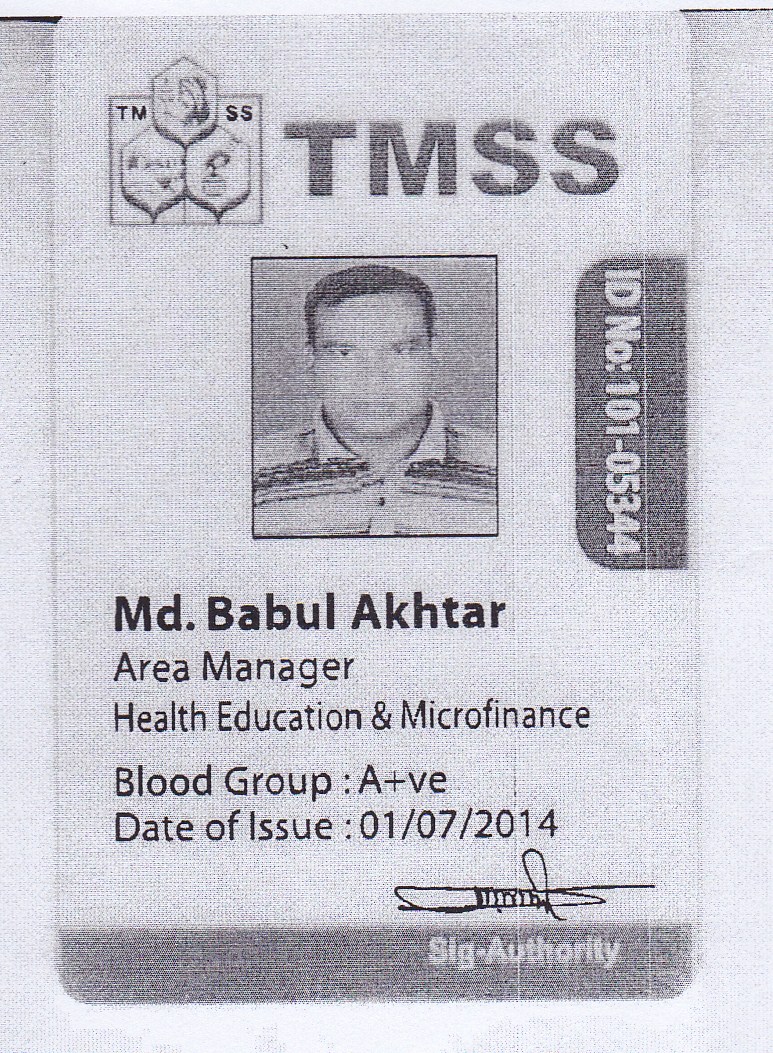 TM SS
TMSS
ID No: 101-05344
Md. Babul Akhtar
Area Manager
Health Education & Microfinance
Blood Group : A+ve
Date of Issue : 01/07/2014
Sig-Authority